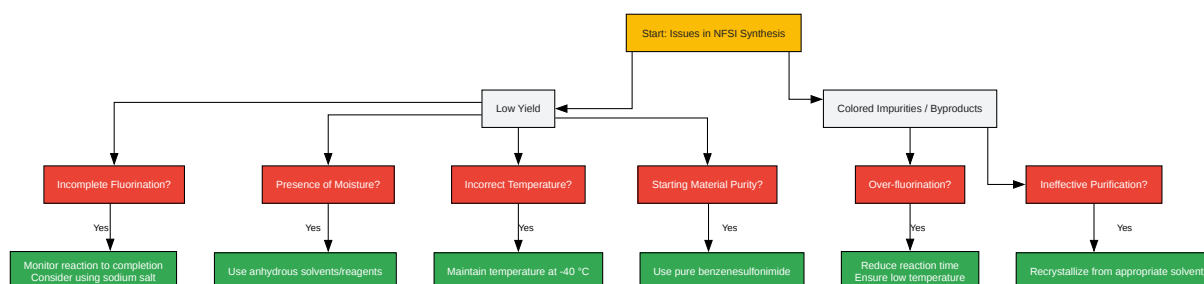 Start: Issues in NFSI Synthesis
Low Yield
Colored Impurities / Byproducts
Incomplete Fluorination?
Presence of Moisture?
Incorrect Temperature?
Starting Material Purity?
Over-fluorination?
Ineffective Purification?
Yes
Yes
Yes
Yes
Yes
Yes
Monitor reaction to completion
Consider using sodium salt
Use anhydrous solvents/reagents
Maintain temperature at -40 °C
Use pure benzenesulfonimide
Reduce reaction time
Ensure low temperature
Recrystallize from appropriate solvent